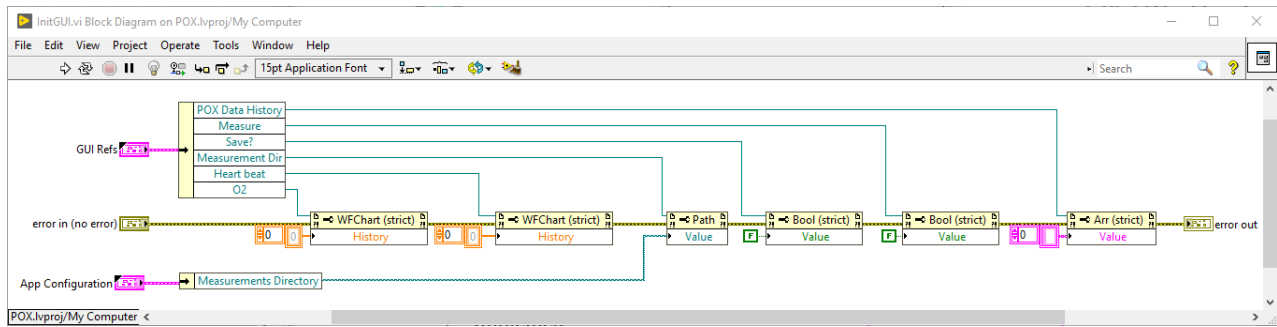 InitGUI.vi Block Diagram on POX.lvproj/My Computer
File Edit View Project Operate Tools Window Help
15pt Application Font
Search
POX Data History
Measure
Save?
Measurement Dir
Heart beat
O2
GUI Refs
error in (no error)
WFChart (strict)
History
0
0
WFChart (strict)
History
0
0
Path
Value
Bool (strict)
Value
F
Bool (strict)
Value
F
Arr (strict)
Value
0
error out
App Configuration
Measurements Directory
POX.lvproj/My Computer